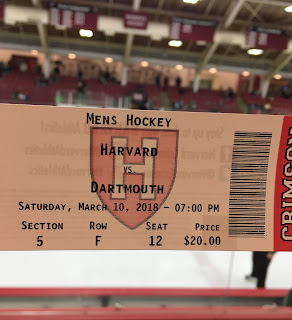 Mens Hockey
H
Harvard
vs.
Dartmouth
Saturday, March 10, 2018 - 07:00 PM
Section Row Seat Price
5 F 12 $20.00
CRIMSON